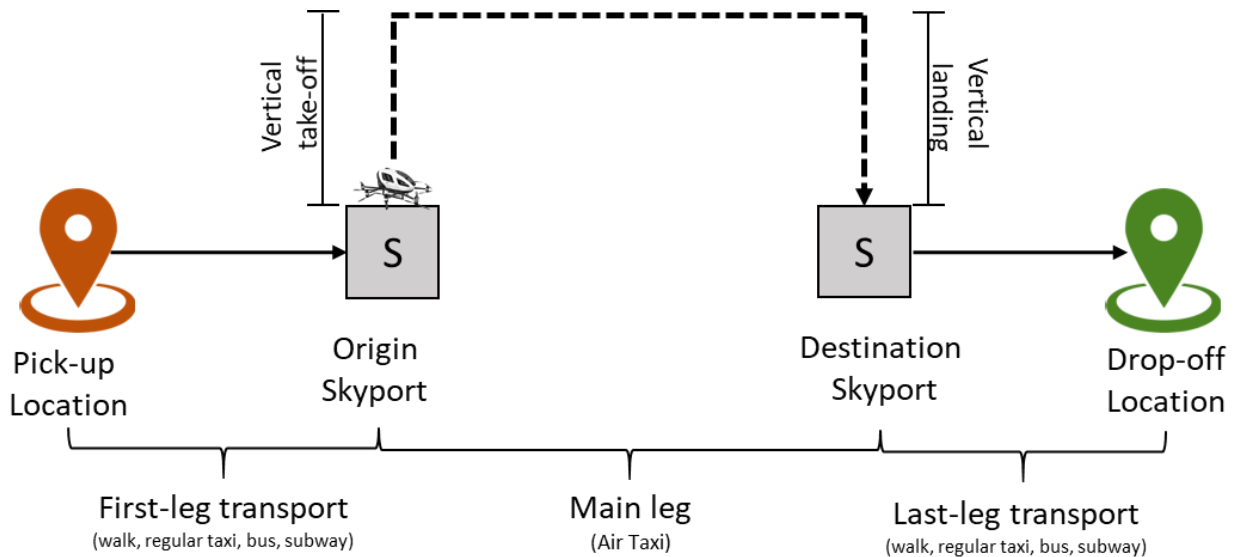 Vertical
take-off
Vertical
landing
S
S
Pick-up
Location
Origin
Skyport
Destination
Skyport
Drop-off
Location
First-leg transport
(walk, regular taxi, bus, subway)
Main leg
(Air Taxi)
Last-leg transport
(walk, regular taxi, bus, subway)